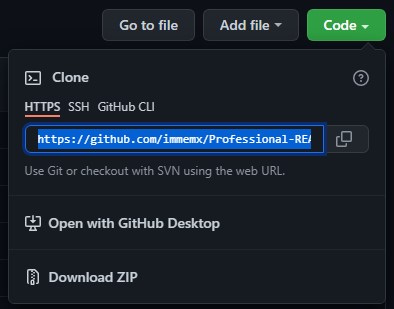 Go to file Add file Code
Clone
HTTPS SSH GitHub CLI
https://github.com/immemx/Professional-REA
Use Git or checkout with SVN using the web URL.
Open with GitHub Desktop
Download ZIP